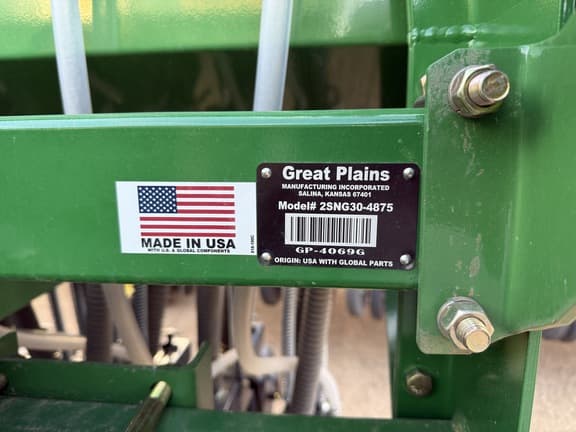 Great Plains
MANUFACTURING INCORPORATED
SALINA, KANSAS 67401
Model# 2SNG30-4875
GP-4069G
ORIGIN: USA WITH GLOBAL PARTS
MADE IN USA
WITH U.S. & GLOBAL COMPONENTS